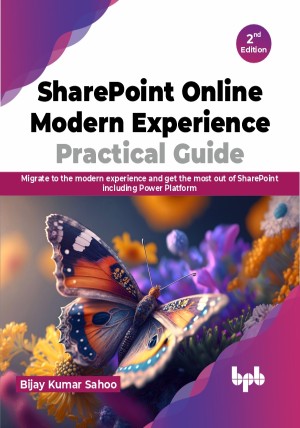 2nd
Edition
SharePoint Online
Modern Experience
Practical Guide
Migrate to the modern experience and get the most out of SharePoint
including Power Platform
Bijay Kumar Sahoo
bpb